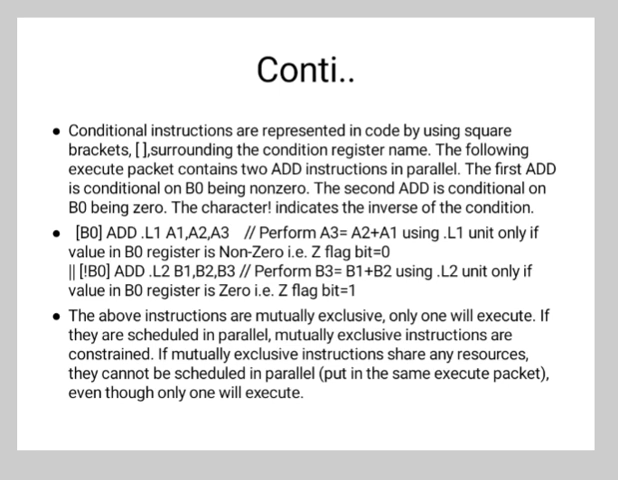 Conti..
● Conditional instructions are represented in code by using square
brackets, [ ],surrounding the condition register name. The following
execute packet contains two ADD instructions in parallel. The first ADD
is conditional on B0 being nonzero. The second ADD is conditional on
B0 being zero. The character! indicates the inverse of the condition.
● [B0] ADD .L1 A1,A2,A3 // Perform A3= A2+A1 using .L1 unit only if
value in B0 register is Non-Zero i.e. Z flag bit=0
|| [!B0] ADD .L2 B1,B2,B3 // Perform B3= B1+B2 using .L2 unit only if
value in B0 register is Zero i.e. Z flag bit=1
● The above instructions are mutually exclusive, only one will execute. If
they are scheduled in parallel, mutually exclusive instructions are
constrained. If mutually exclusive instructions share any resources,
they cannot be scheduled in parallel (put in the same execute packet),
even though only one will execute.